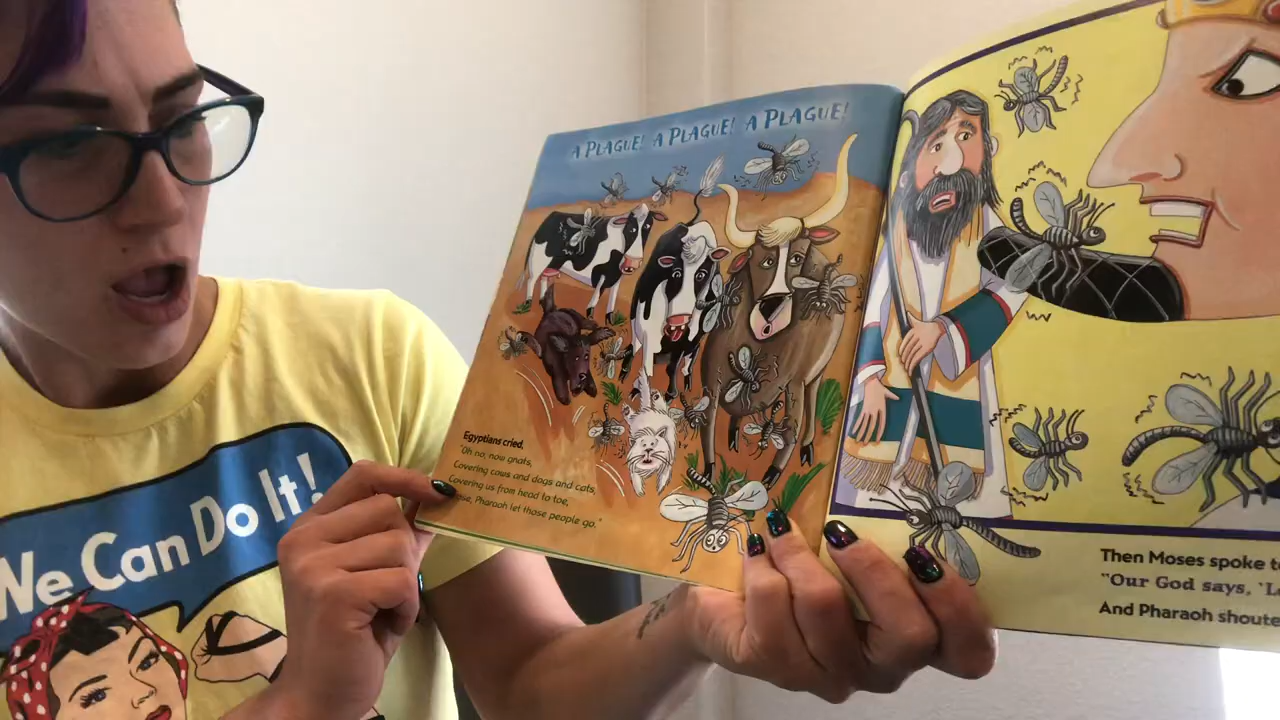 A PLAGUE! A PLAGUE! A PLAGUE!
Egyptians cried,
"Oh no, now gnats,
Covering cows and dogs and cats,
Covering us from head to toe,
Pharaoh let those people go."
Then Moses spoke
"Our God says,
And Pharaoh
We Can Do It!